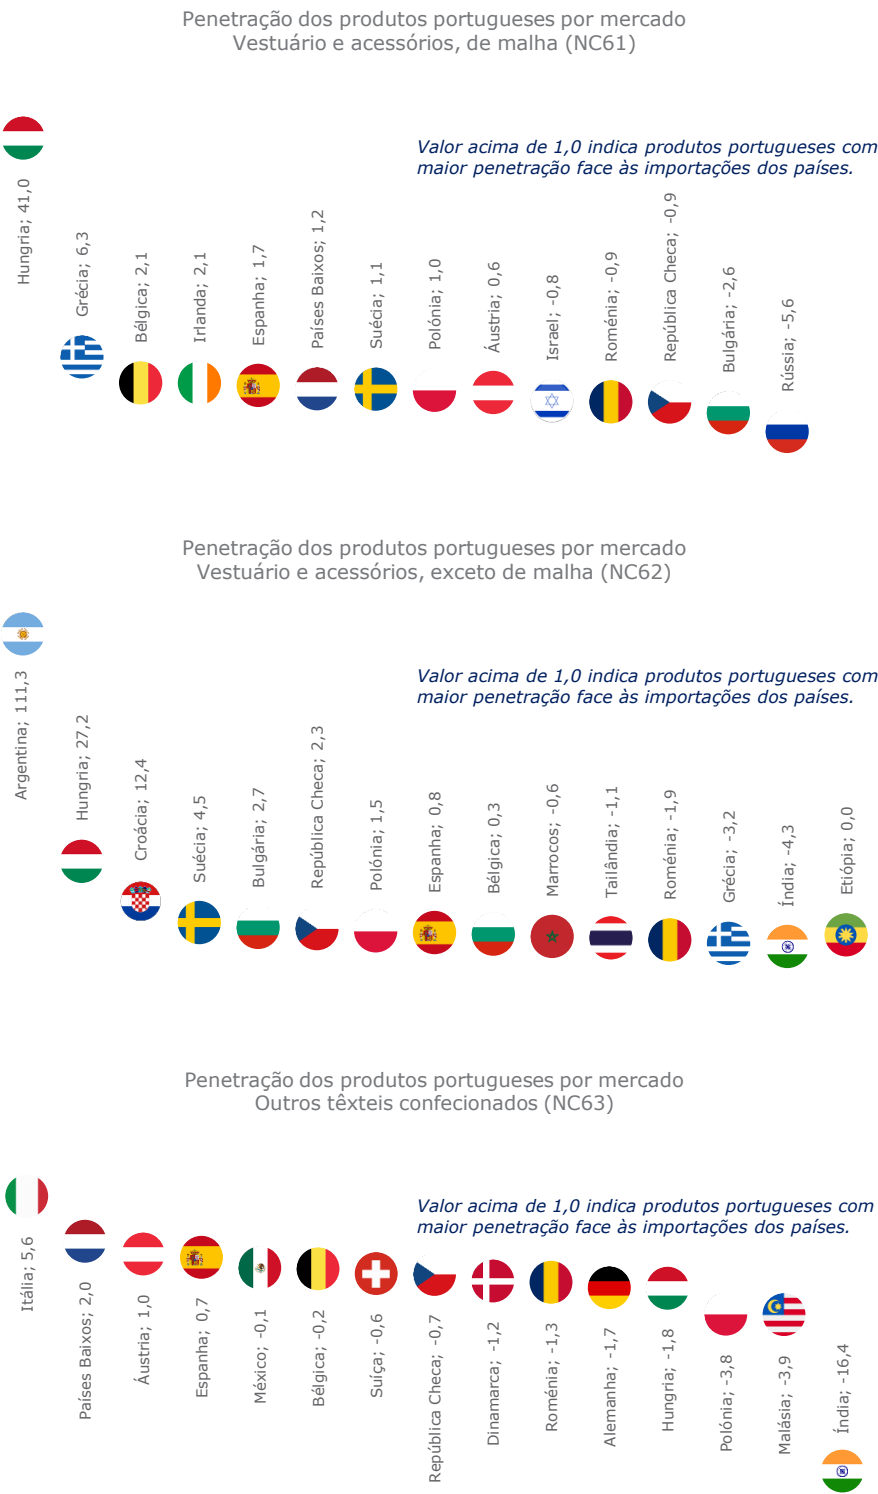 Penetração dos produtos portugueses por mercado
Vestuário e acessórios, de malha (NC61)
Valor acima de 1,0 indica produtos portugueses com
maior penetração face às importações dos países.
Hungria; 41,0
Grécia; 6,3
Bélgica; 2,1
Irlanda; 2,1
Espanha; 1,7
Países Baixos; 1,2
Suécia; 1,1
Polónia; 1,0
Áustria; 0,6
Israel; -0,8
Roménia; -0,9
República Checa; -0,9
Bulgária; -2,6
Rússia; -5,6
Penetração dos produtos portugueses por mercado
Vestuário e acessórios, exceto de malha (NC62)
Valor acima de 1,0 indica produtos portugueses com
maior penetração face às importações dos países.
Argentina; 111,3
Hungria; 27,2
Croácia; 12,4
Suécia; 4,5
Bulgária; 2,7
República Checa; 2,3
Polónia; 1,5
Espanha; 0,8
Bélgica; 0,3
Marrocos; -0,6
Tailândia; -1,1
Roménia; -1,9
Grécia; -3,2
Índia; -4,3
Etiópia; 0,0
Penetração dos produtos portugueses por mercado
Outros têxteis confecionados (NC63)
Valor acima de 1,0 indica produtos portugueses com
maior penetração face às importações dos países.
Itália; 5,6
Países Baixos; 2,0
Áustria; 1,0
Espanha; 0,7
México; -0,1
Bélgica; -0,2
Suíça; -0,6
República Checa; -0,7
Dinamarca; -1,2
Roménia; -1,3
Alemanha; -1,7
Hungria; -1,8
Polónia; -3,8
Malásia; -3,9
Índia; -16,4